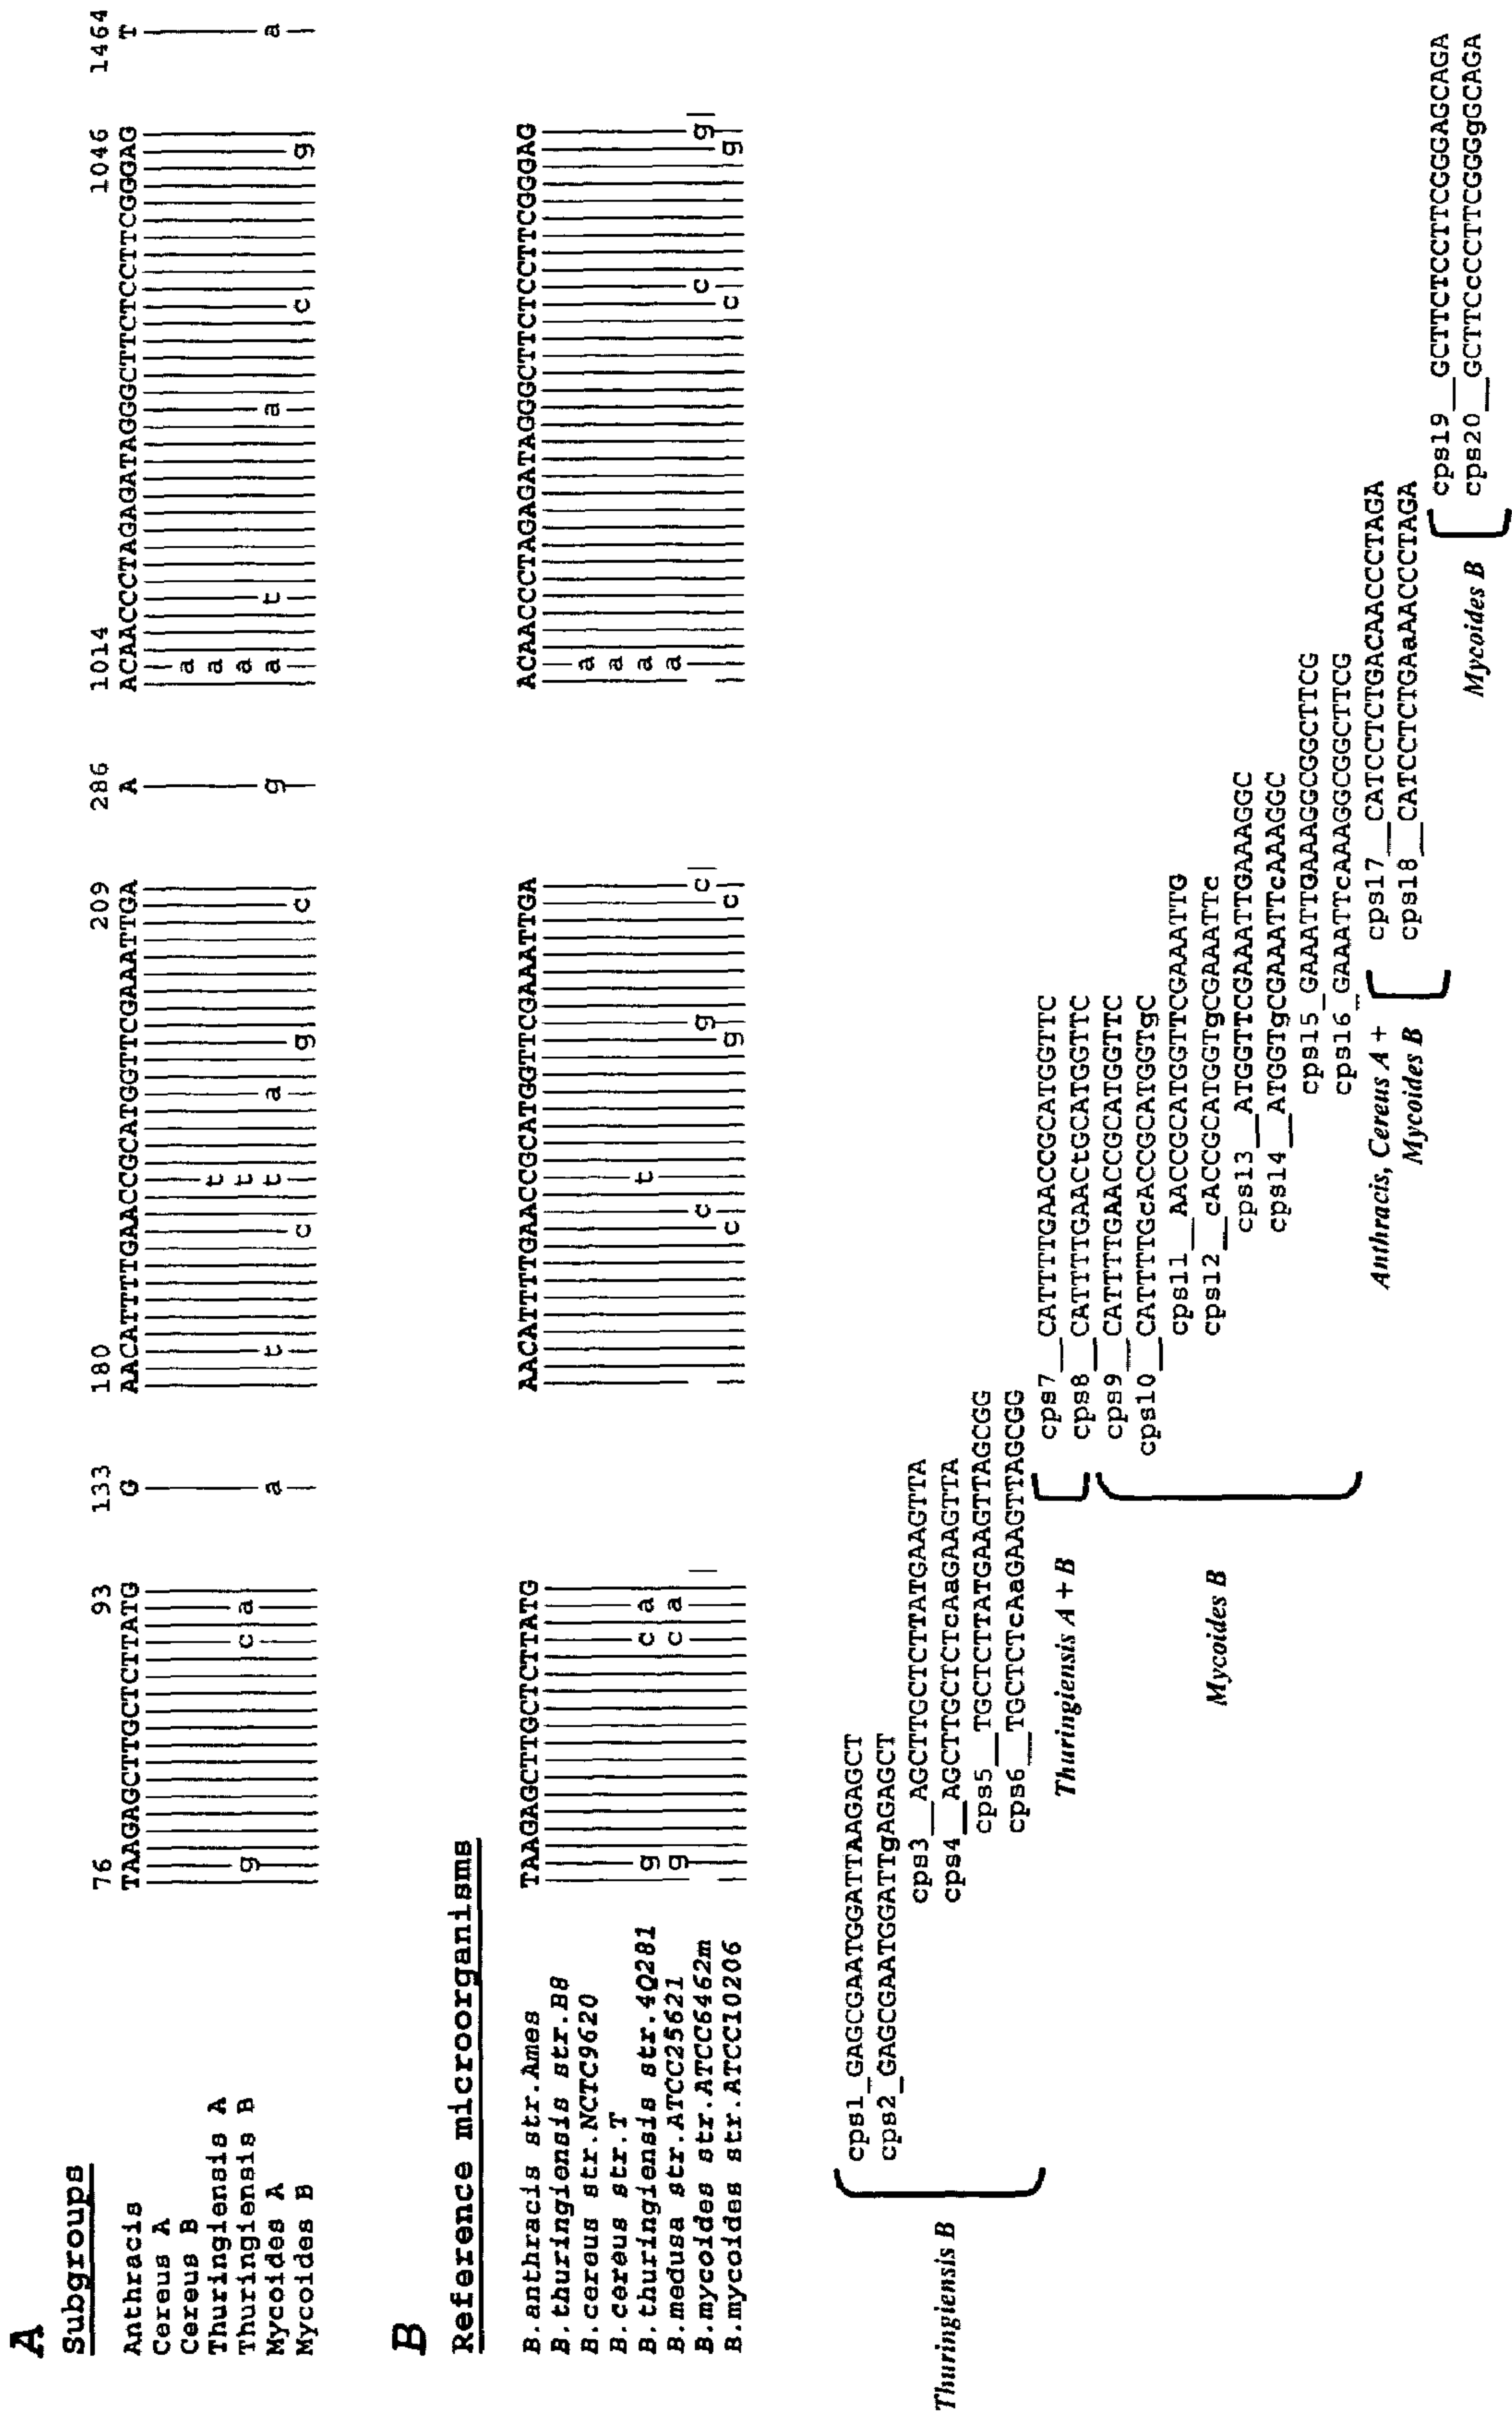 A
Subgroups
76 93 133 180 209 286 1014 1046 1464
Anthracis TAAGAGCTTGCTCTTATG G AACATTTTGAACCGCATGGTTCGAAATTGA A ACAACCCTAGAGATAGGGCTTCTCCTTCGGGAG T
Cereus A
Cereus B a
Thuringiensis A t a
Thuringiensis B g c a t a
Mycoides A a t t a g a t a a
Mycoides B c g c c g
B
Reference microorganisms
B.anthracis str.Ames TAAGAGCTTGCTCTTATG AACATTTTGAACCGCATGGTTCGAAATTGA ACAACCCTAGAGATAGGGCTTCTCCTTCGGGAG
B.thuringiensis str.B8
B.cereus str.NCTC9620 a
B.cereus str.T a
B.thuringiensis str.4Q281 g c a t a
B.medusa str.ATCC25621 g c a a
B.mycoides str.ATCC6462m c g c c g
B.mycoides str.ATCC10206 c g c c g
Thuringiensis B
cps1_GAGCGAATGGATTAAGAGCT
cps2_GAGCGAATGGATTgAGAGCT
cps3__AGCTTGCTCTTATGAAGTTA
cps4__AGCTTGCTCTcAaGAAGTTA
cps5__TGCTCTTATGAAGTTAGCGG
cps6__TGCTCTcAaGAAGTTAGCGG
Thuringiensis A + B
cps7__CATTTTGAACCGCATGGTTC
cps8__CATTTTGAACtGCATGGTTC
Mycoides B
cps9__CATTTTGAACCGCATGGTTC
cps10__CATTTTGcACCGCATGGTgC
cps11__AACCGCATGGTTCGAAATTG
cps12__cACCGCATGGTgCGAAATTc
cps13__ATGGTTCGAAATTGAAAGGC
cps14__ATGGTgCGAAATTcAAAGGC
cps15_GAAATTGAAAGGCGGCTTCG
cps16_GAAATTcAAAGGCGGCTTCG
Anthracis, Cereus A +
Mycoides B
cps17__CATCCTCTGACAACCCTAGA
cps18__CATCCTCTGAaAACCCTAGA
Mycoides B
cps19__GCTTCTCCTTCGGGAGCAGA
cps20__GCTTCcCCTTCGGGgGCAGA